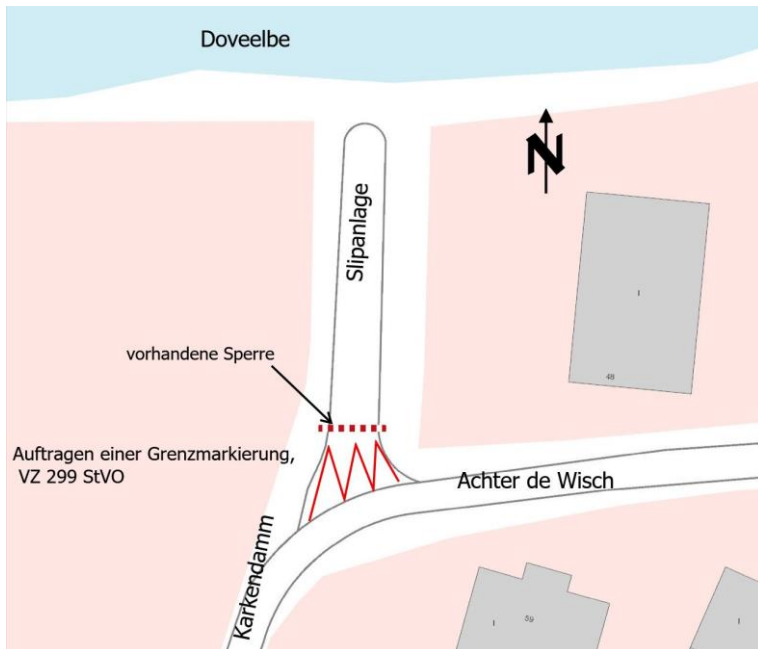 Doveelbe
N
Slipanlage
I
48
vorhandene Sperre
Auftragen einer Grenzmarkierung,
VZ 299 StVO
Achter de Wisch
Karkendamm
I
59
I